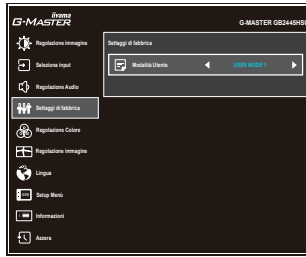 iiyama
G-MASTER
G-MASTER GB2445HSU
Regolazione immagine
Settaggi di fabbrica
Seleziona input
Modalità Utente
USER MODE 1
Regolazione Audio
Settaggi di fabbrica
Regolazione Colore
Regolazione immagine
Lingua
OSD
Setup Menù
Informazioni
Azzera